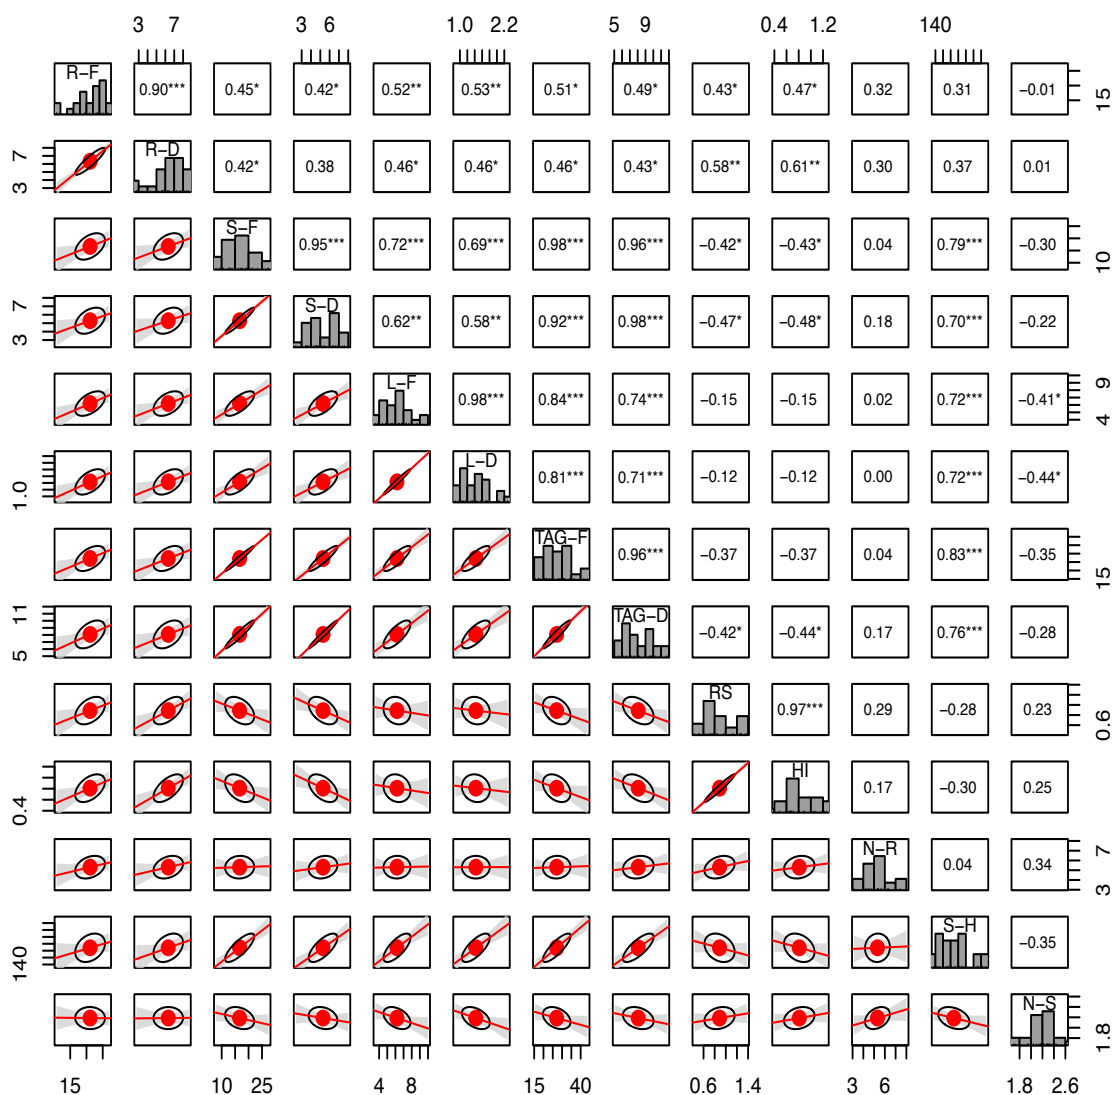 3 7 3 6 1.0 2.2 5 9 0.4 1.2 140
R−F 0.90*** 0.45* 0.42* 0.52** 0.53** 0.51* 0.49* 0.43* 0.47* 0.32 0.31 −0.01 15
3 7 R−D 0.42* 0.38 0.46* 0.46* 0.46* 0.43* 0.58** 0.61** 0.30 0.37 0.01
S−F 0.95*** 0.72*** 0.69*** 0.98*** 0.96*** −0.42* −0.43* 0.04 0.79*** −0.30 10
3 7 S−D 0.62** 0.58** 0.92*** 0.98*** −0.47* −0.48* 0.18 0.70*** −0.22
L−F 0.98*** 0.84*** 0.74*** −0.15 −0.15 0.02 0.72*** −0.41* 4 9
1.0 L−D 0.81*** 0.71*** −0.12 −0.12 0.00 0.72*** −0.44*
TAG−F 0.96*** −0.37 −0.37 0.04 0.83*** −0.35 15
5 11 TAG−D −0.42* −0.44* 0.17 0.76*** −0.28
RS 0.97*** 0.29 −0.28 0.23 0.6
0.4 HI 0.17 −0.30 0.25
N−R 0.04 0.34 3 7
140 S−H −0.35
N−S 1.8
15 10 25 4 8 15 40 0.6 1.4 3 6 1.8 2.6